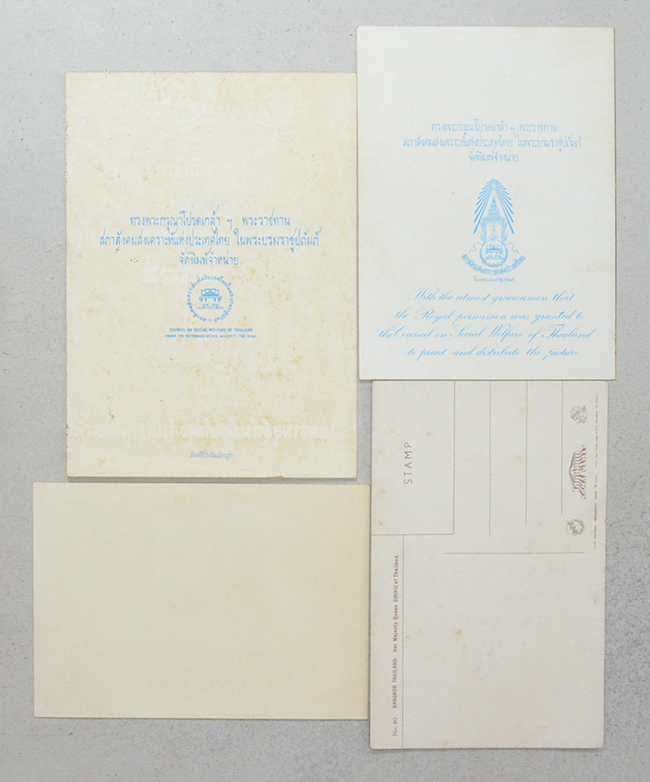 ทรงพระกรุณาโปรดเกล้า ฯ พระราชทาน
สภาสังคมสงเคราะห์แห่งประเทศไทย ในพระบรมราชูปถัมภ์
จัดพิมพ์จำหน่าย
COUNCIL ON SOCIAL WELFARE OF THAILAND
UNDER THE PATRONAGE OF HIS MAJESTY THE KING
ทรงพระกรุณาโปรดเกล้า ฯ พระราชทาน
สภาสังคมสงเคราะห์แห่งประเทศไทย ในพระบรมราชูปถัมภ์
จัดพิมพ์จำหน่าย
With the utmost graciousness that
the Royal permission was granted to
the Council on Social Welfare of Thailand
to print and distribute the picture
STAMP
No. 80 BANGKOK THAILAND: Her Majesty Queen SIRIKIT of Thailand.